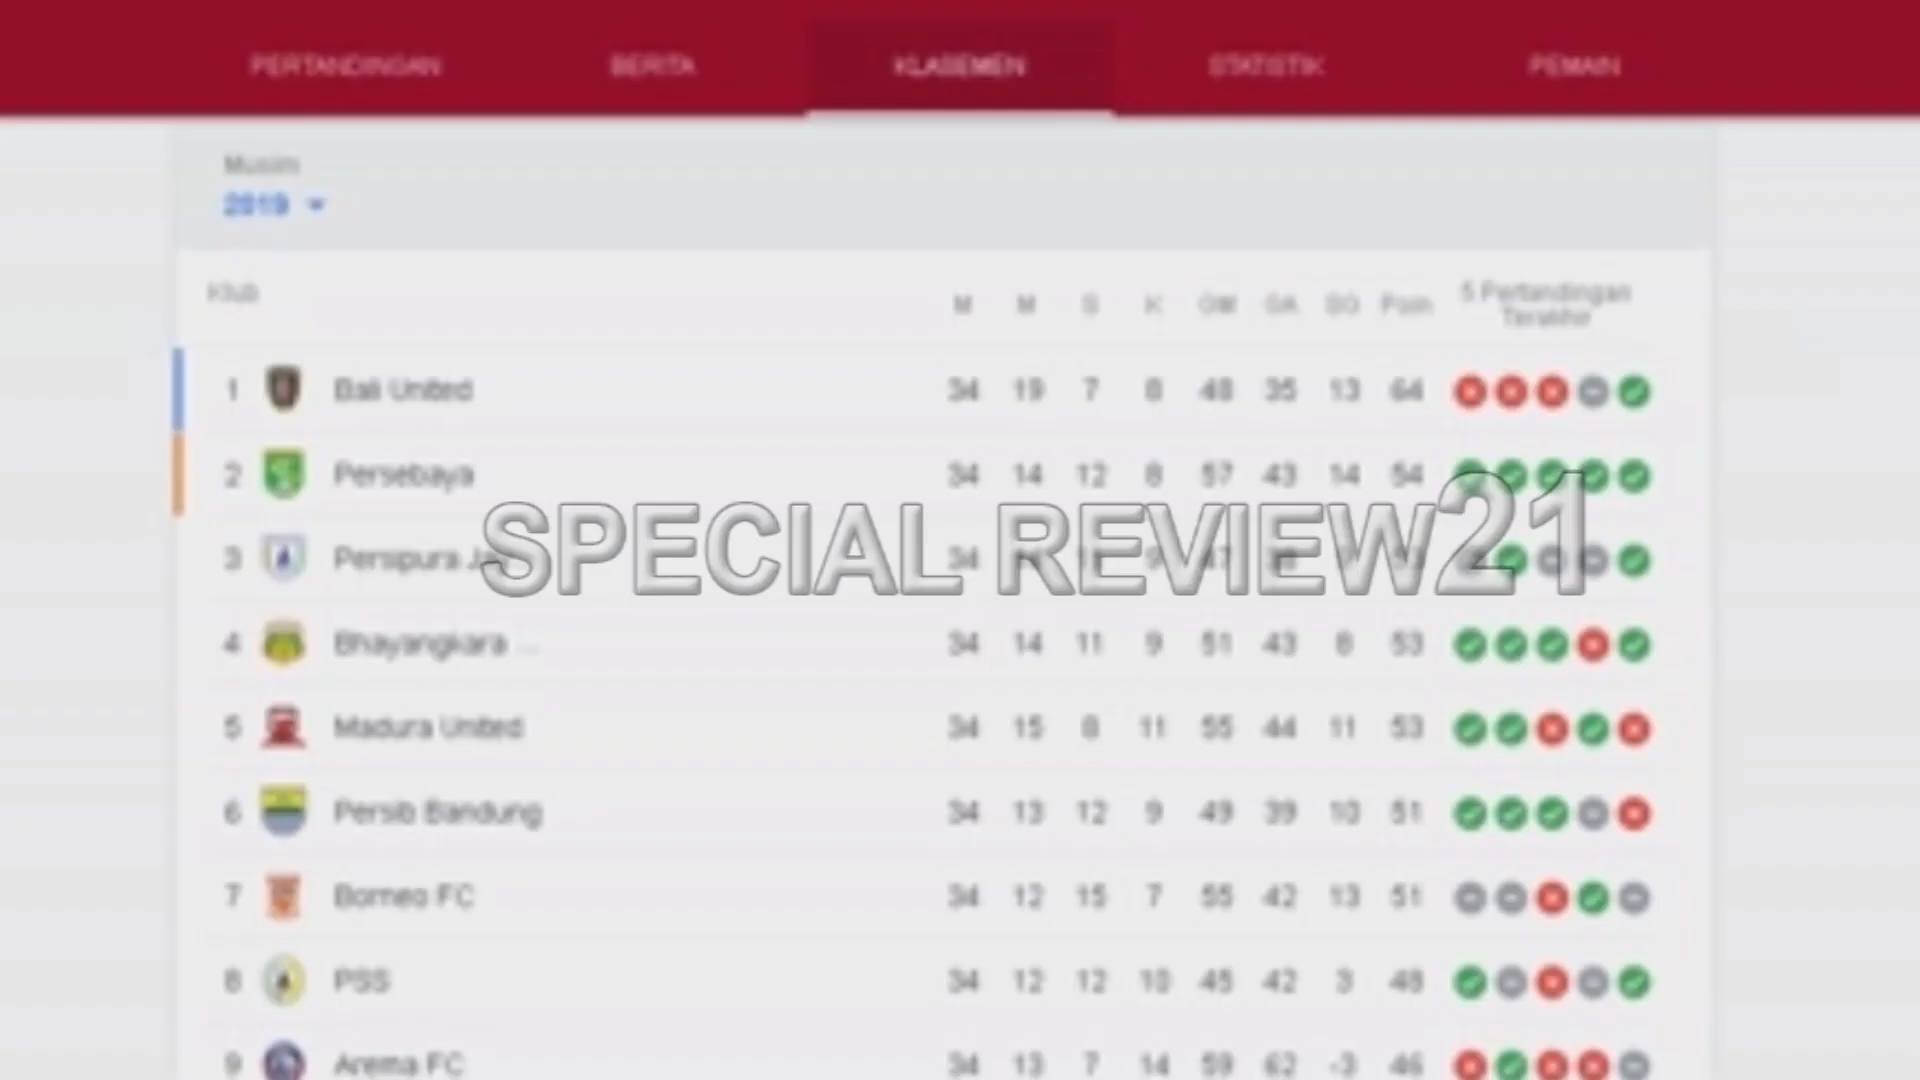 PERTANDINGAN BERITA KLASEMEN STATISTIK PEMAIN
Musim
2019
Klub M M S K GM GA SG Poin 5 Pertandingan Terakhir
1 Bali United 34 19 7 8 48 35 13 64
2 Persebaya 34 14 12 8 57 43 14 54
SPECIAL REVIEW21
3 Persipura 34 9
4 Bhayangkara ... 34 14 11 9 51 43 8 53
5 Madura United 34 15 8 11 55 44 11 53
6 Persib Bandung 34 13 12 9 49 39 10 51
7 Borneo FC 34 12 15 7 55 42 13 51
8 PSS 34 12 12 10 45 42 3 48
9 Arema FC 34 13 7 14 59 62 -3 46